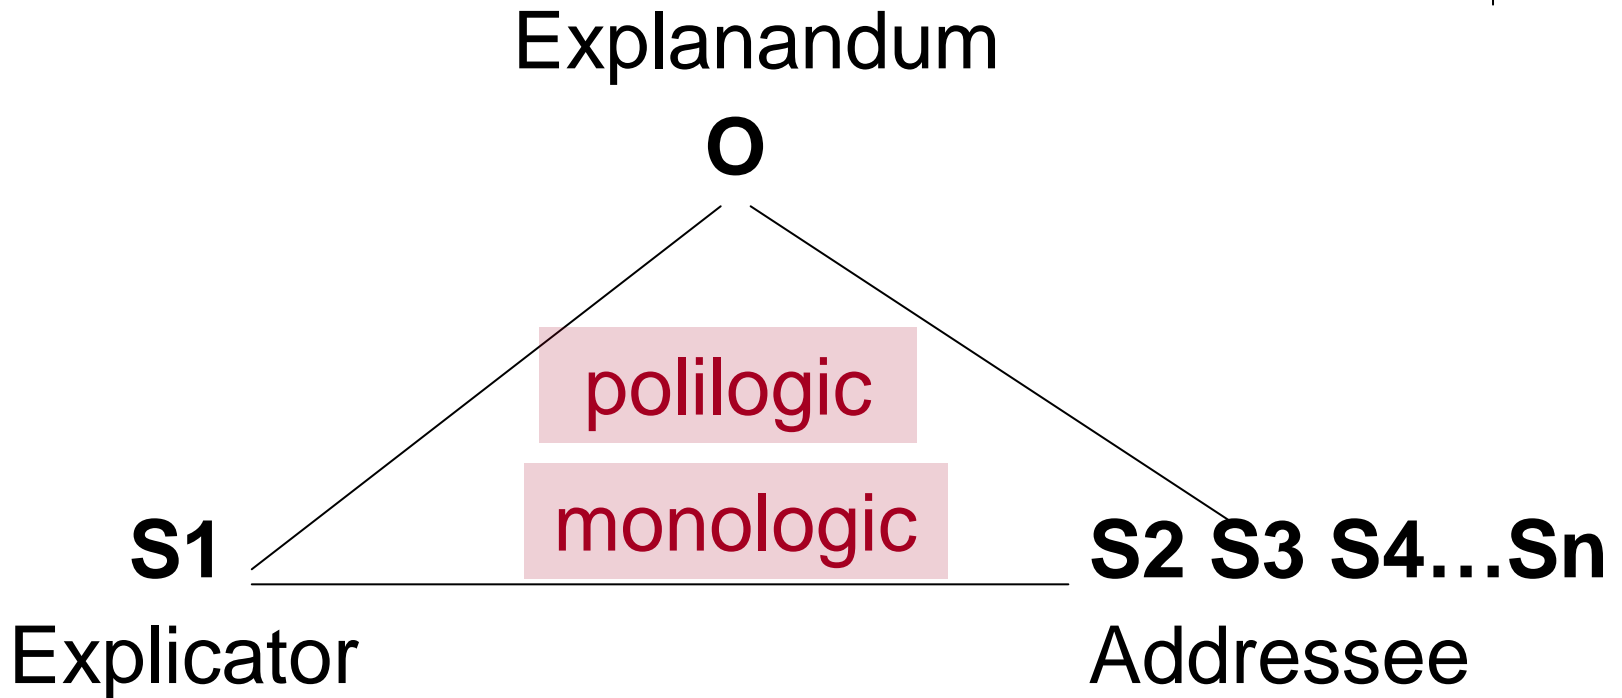 Explanandum
O
polilogic
monologic
S1
S2 S3 S4…Sn
Explicator
Addressee